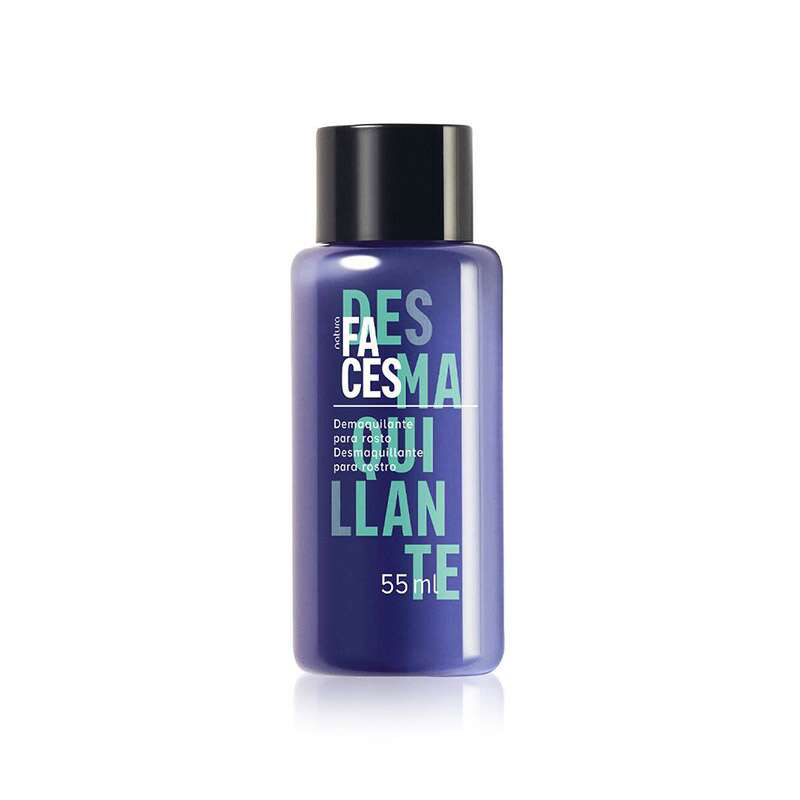 DES
MA
QUI
LLAN
TE
natura
FA
CES
Demaquilante
para rosto
Desmaquillante
para rostro
55 ml